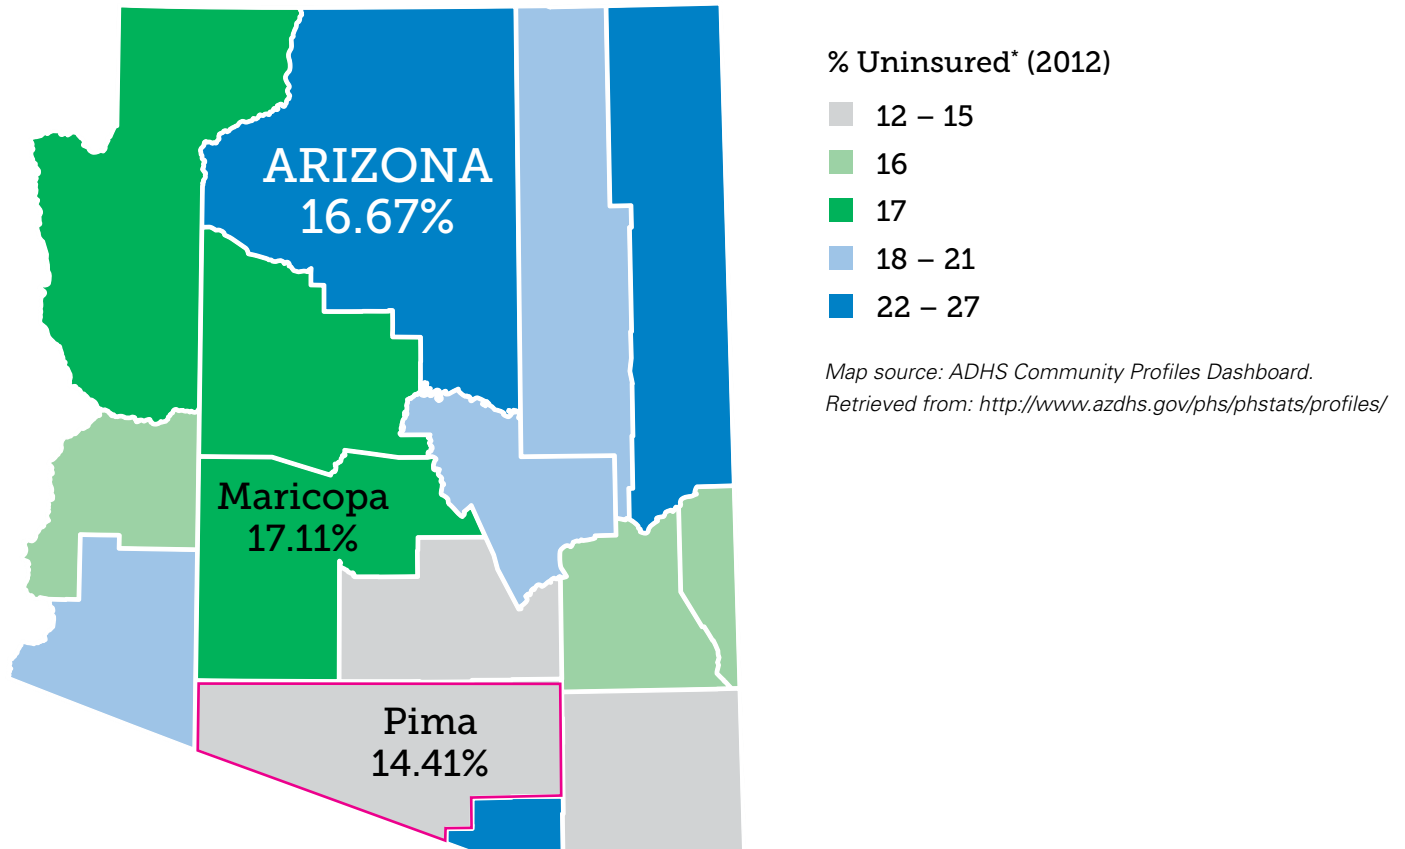 ARIZONA
16.67%
Maricopa
17.11%
Pima
14.41%
% Uninsured* (2012)
12 – 15
16
17
18 – 21
22 – 27
Map source: ADHS Community Profiles Dashboard.
Retrieved from: http://www.azdhs.gov/phs/phstats/profiles/